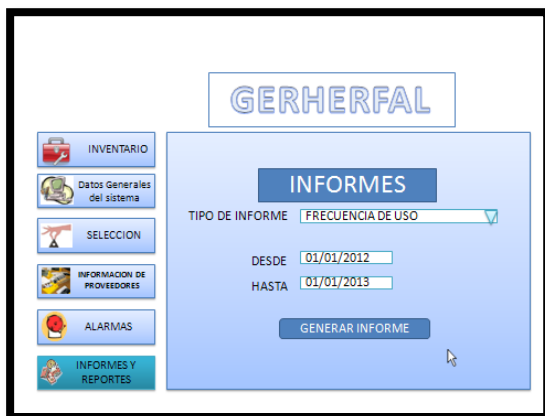 GERHERFAL
INVENTARIO
Datos Generales
del sistema
SELECCION
INFORMACION DE
PROVEEDORES
ALARMAS
INFORMES Y
REPORTES
INFORMES
TIPO DE INFORME FRECUENCIA DE USO
DESDE 01/01/2012
HASTA 01/01/2013
GENERAR INFORME